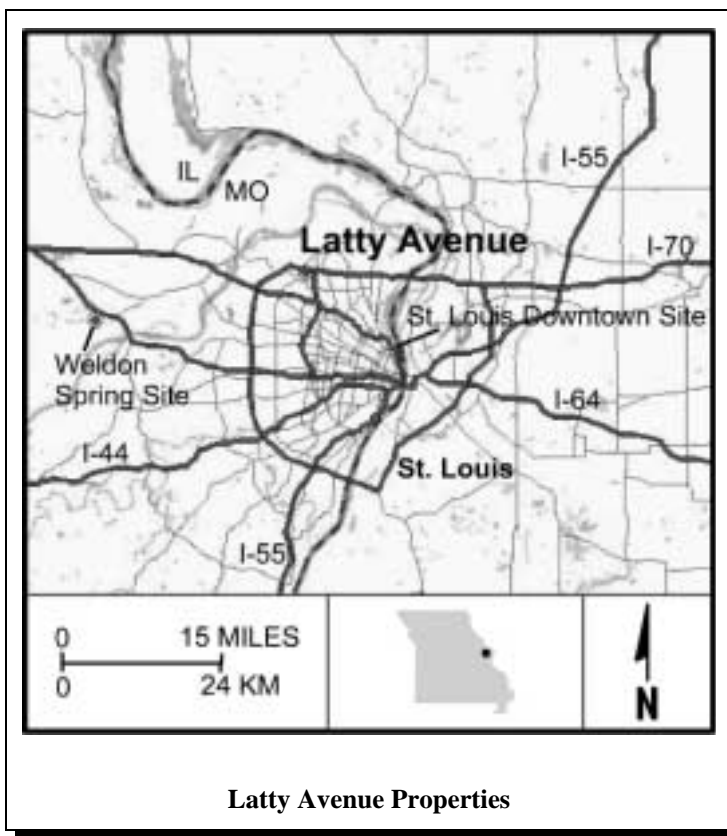 I-55
IL
MO
Latty Avenue
I-70
St. Louis Downtown Site
Weldon
Spring Site
I-64
I-44
St. Louis
I-55
0 15 MILES
0 24 KM
N
Latty Avenue Properties